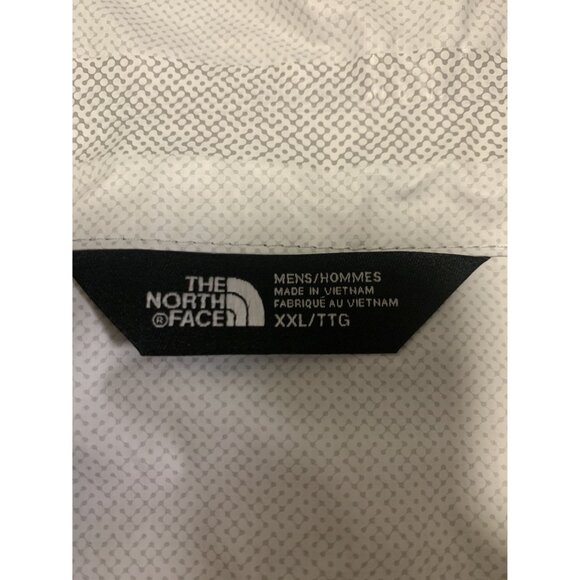 THE
NORTH
®FACE
MENS/HOMMES
MADE IN VIETNAM
FABRIQUÉ AU VIETNAM
XXL/TTG